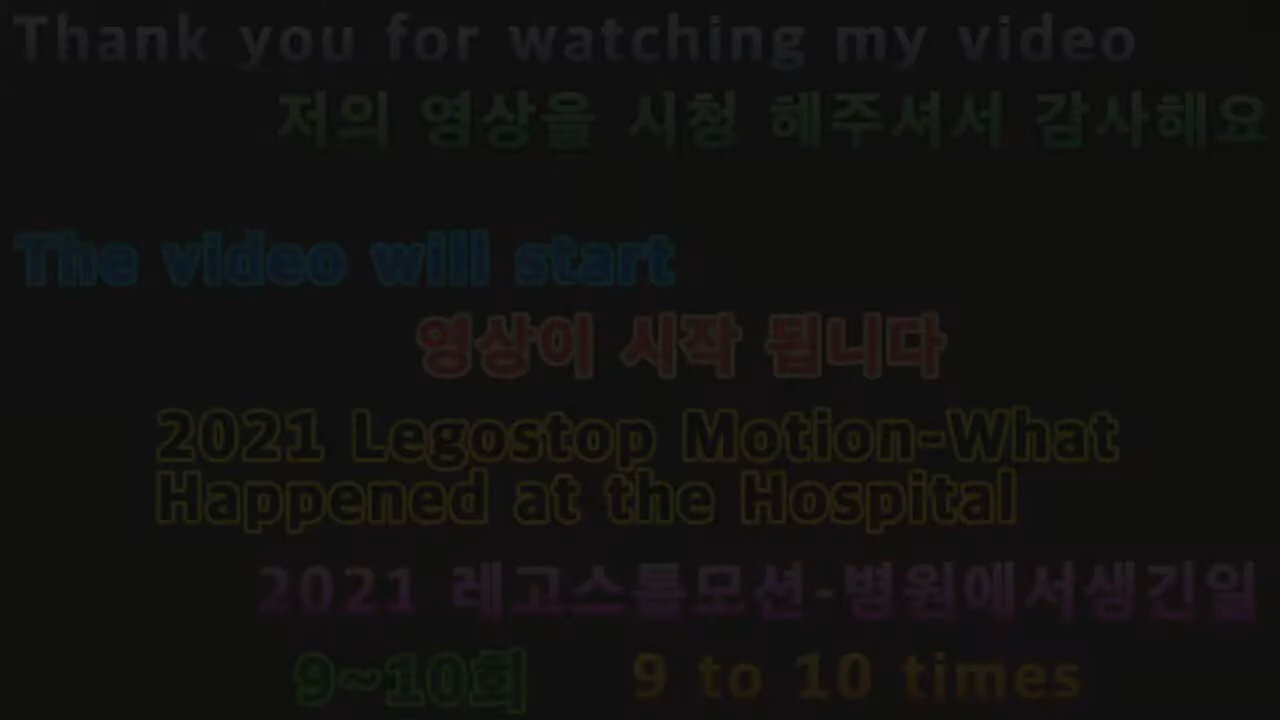 Thank you for watching my video
저의 영상을 시청 해주셔서 감사해요
The video will start
영상이 시작 됩니다
2021 Legostop Motion-What
Happened at the Hospital
2021 레고스톱모션-병원에서생긴일
9~10회 9 to 10 times